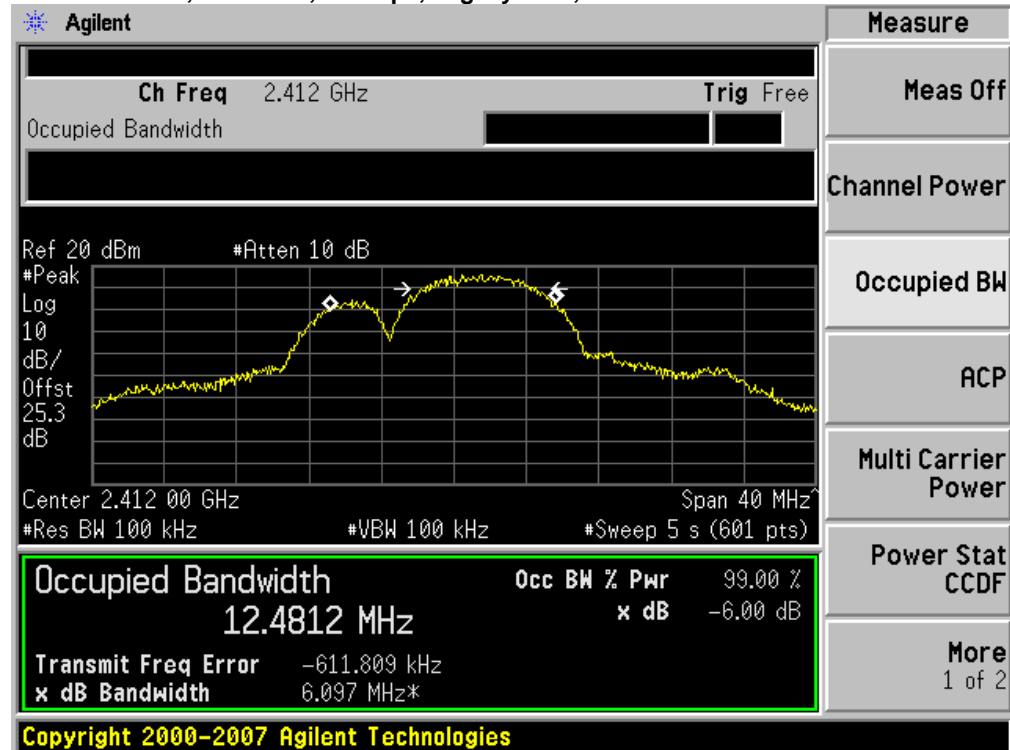 Agilent
Measure
Ch Freq 2.412 GHz Trig Free
Occupied Bandwidth
Meas Off
Channel Power
Occupied BW
ACP
Multi Carrier
Power
Power Stat
CCDF
More
1 of 2
Ref 20 dBm #Atten 10 dB
#Peak
Log
10
dB/
Offst
25.3
dB
Center 2.412 00 GHz Span 40 MHz^
#Res BW 100 kHz #VBW 100 kHz #Sweep 5 s (601 pts)
Occupied Bandwidth Occ BW % Pwr 99.00 %
12.4812 MHz x dB -6.00 dB
Transmit Freq Error -611.809 kHz
x dB Bandwidth 6.097 MHz*
Copyright 2000-2007 Agilent Technologies